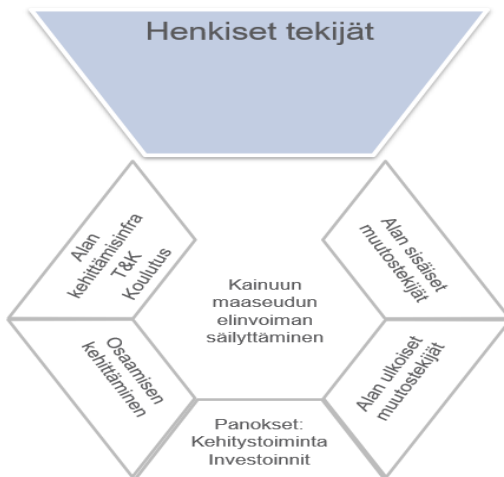 Henkiset tekijät
Alan
kehittämisinfra
T&K
Koulutus
Alan sisäiset
muutostekijät
Kainuun
maaseudun
elinvoiman
säilyttäminen
Osaamisen
kehittäminen
Alan ulkoiset
muutostekijät
Panokset:
Kehitystoiminta
Investoinnit